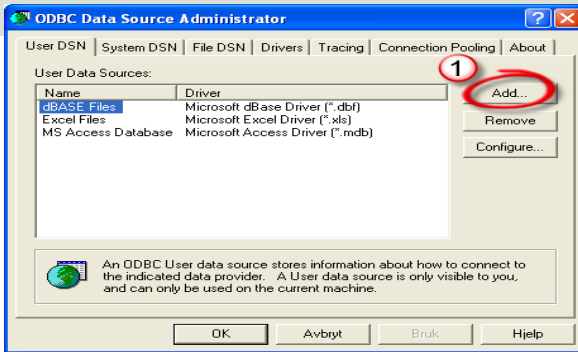 ODBC Data Source Administrator
User DSN System DSN File DSN Drivers Tracing Connection Pooling About
1
User Data Sources:
Name Driver
dBASE Files Microsoft dBase Driver (*.dbf)
Excel Files Microsoft Excel Driver (*.xls)
MS Access Database Microsoft Access Driver (*.mdb)
Add...
Remove
Configure...
An ODBC User data source stores information about how to connect to
the indicated data provider. A User data source is only visible to you,
and can only be used on the current machine.
OK Avbryt Bruk Hjelp